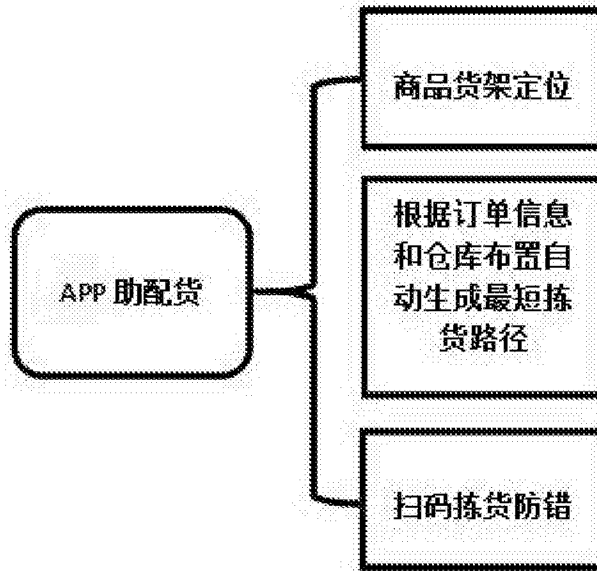 商品货架定位
APP 助配货
根据订单信息
和仓库布置自
动生成最短拣
货路径
扫码拣货防错